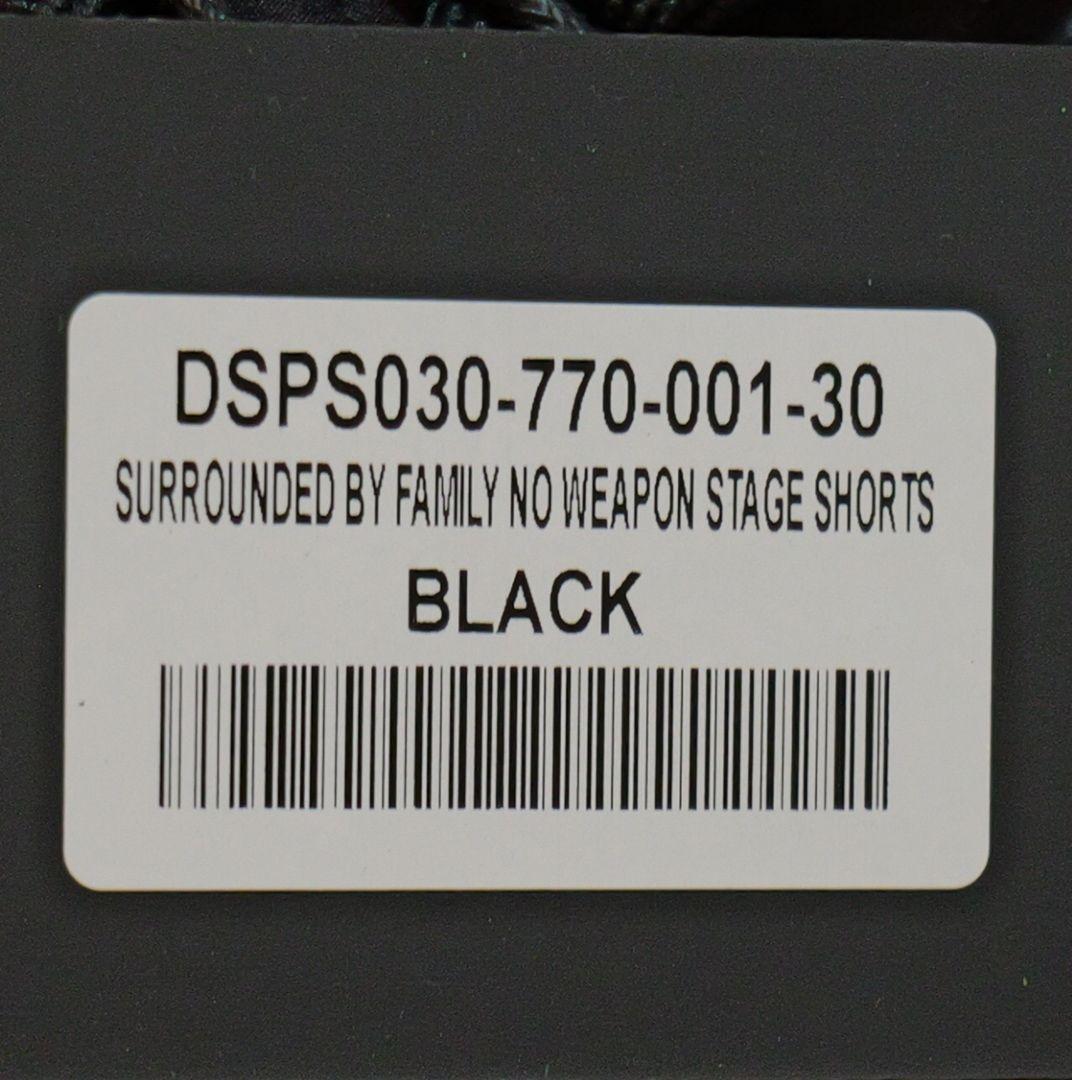 DSPS030-770-001-30
SURROUNDED BY FAMILY NO WEAPON STAGE SHORTS
BLACK